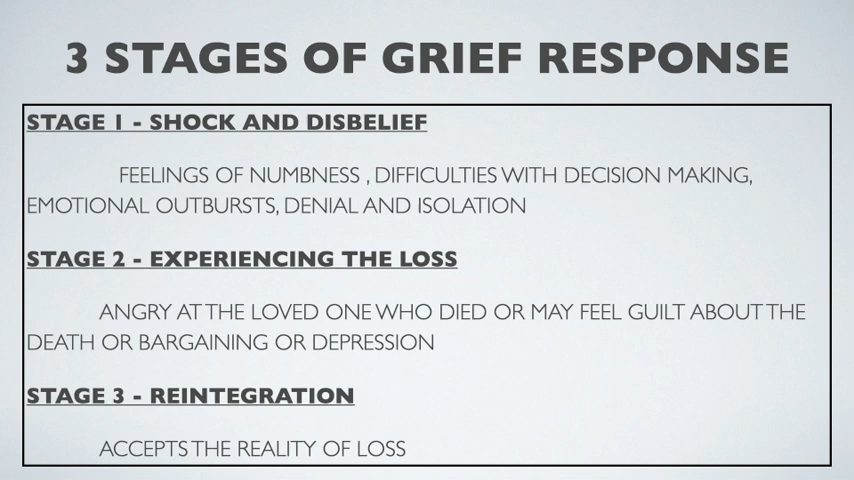 3 STAGES OF GRIEF RESPONSE
STAGE 1 - SHOCK AND DISBELIEF
FEELINGS OF NUMBNESS , DIFFICULTIES WITH DECISION MAKING,
EMOTIONAL OUTBURSTS, DENIAL AND ISOLATION
STAGE 2 - EXPERIENCING THE LOSS
ANGRY AT THE LOVED ONE WHO DIED OR MAY FEEL GUILT ABOUT THE
DEATH OR BARGAINING OR DEPRESSION
STAGE 3 - REINTEGRATION
ACCEPTS THE REALITY OF LOSS